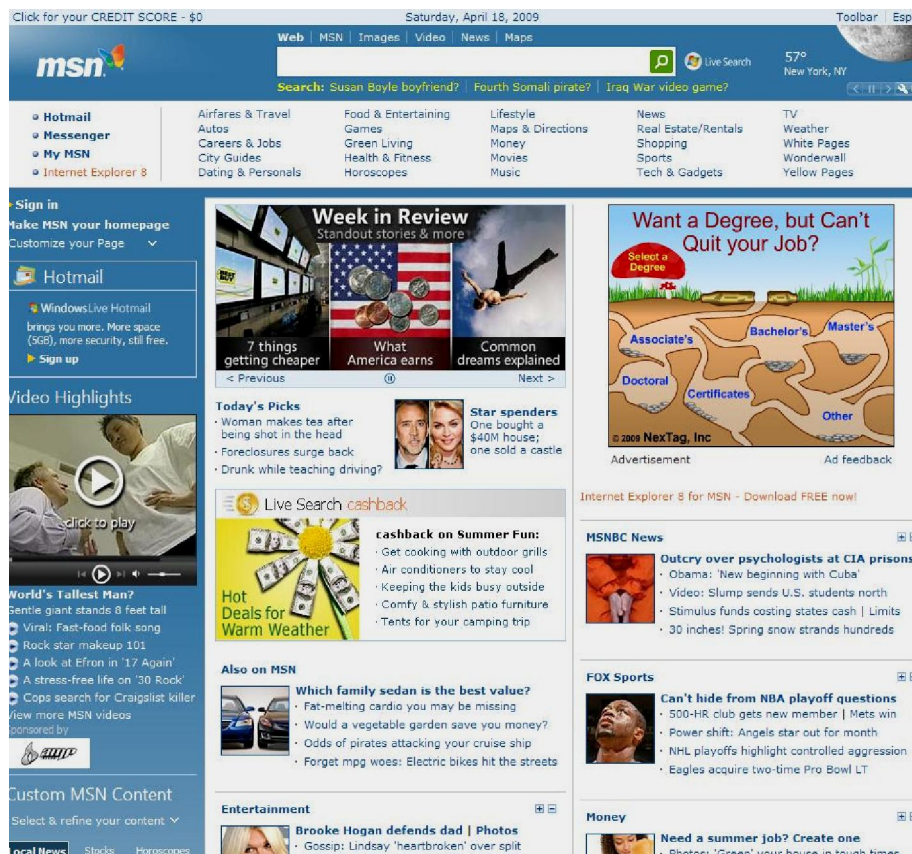 Click for your CREDIT SCORE - $0
Saturday, April 18, 2009
Toolbar | Esp
Web | MSN | Images | Video | News | Maps
msn
Live Search
57°
New York, NY
Search: Susan Boyle boyfriend? | Fourth Somali pirate? | Iraq War video game?
Hotmail
Messenger
My MSN
Internet Explorer 8
Airfares & Travel
Autos
Careers & Jobs
City Guides
Dating & Personals
Food & Entertaining
Games
Green Living
Health & Fitness
Horoscopes
Lifestyle
Maps & Directions
Money
Movies
Music
News
Real Estate/Rentals
Shopping
Sports
Tech & Gadgets
TV
Weather
White Pages
Wonderwall
Yellow Pages
Sign in
Make MSN your homepage
Customize your Page
Hotmail
WindowsLive Hotmail
brings you more. More space
(5GB), more security, still free.
Sign up
Video Highlights
click to play
World's Tallest Man?
Gentle giant stands 8 feet tall
Viral: Fast-food folk song
Rock star makeup 101
A look at Efron in '17 Again'
A stress-free life on '30 Rock'
Cops search for Craigslist killer
View more MSN videos
Sponsored by
Custom MSN Content
Select & refine your content
Local News Stocks Horoscopes
Week in Review
Standout stories & more
BEST BUY
7 things
getting cheaper
What
America earns
Common
dreams explained
< Previous
Next >
Today's Picks
· Woman makes tea after
being shot in the head
· Foreclosures surge back
· Drunk while teaching driving?
Star spenders
One bought a
$40M house;
one sold a castle
Live Search cashback
Hot
Deals for
Warm Weather
cashback on Summer Fun:
· Get cooking with outdoor grills
· Air conditioners to stay cool
· Keeping the kids busy outside
· Comfy & stylish patio furniture
· Tents for your camping trip
Also on MSN
Which family sedan is the best value?
· Fat-melting cardio you may be missing
· Would a vegetable garden save you money?
· Odds of pirates attacking your cruise ship
· Forget mpg woes: Electric bikes hit the streets
Entertainment
Brooke Hogan defends dad | Photos
· Gossip: Lindsay 'heartbroken' over split
Want a Degree, but Can't
Quit your Job?
Select a
Degree
Associate's
Bachelor's
Master's
Doctoral
Certificates
Other
© 2009 NexTag, Inc
Advertisement
Ad feedback
Internet Explorer 8 for MSN - Download FREE now!
MSNBC News
Outcry over psychologists at CIA prisons
· Obama: 'New beginning with Cuba'
· Video: Slump sends U.S. students north
· Stimulus funds costing states cash | Limits
· 30 inches! Spring snow strands hundreds
FOX Sports
Can't hide from NBA playoff questions
· 500-HR club gets new member | Mets win
· Power shift: Angels star out for month
· NHL playoffs highlight controlled aggression
· Eagles acquire two-time Pro Bowl LT
Money
Need a summer job? Create one
· Photos: 'Green' your house in tough times